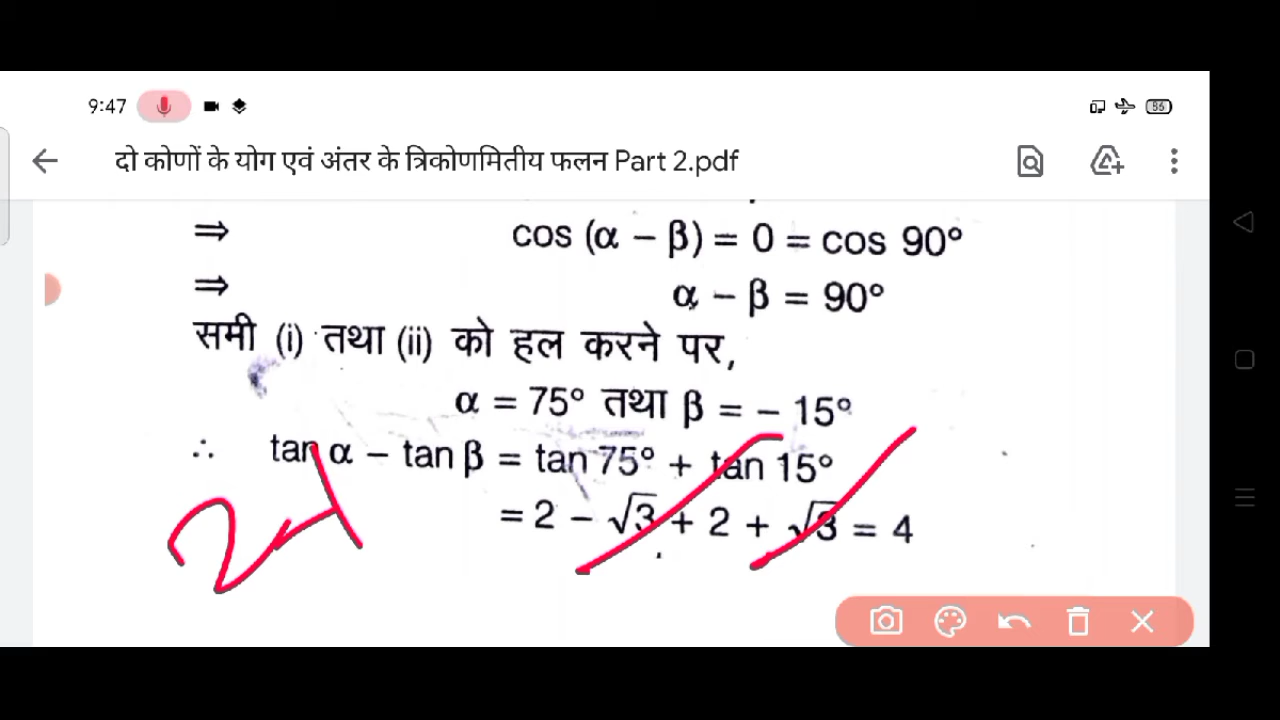 9:47
86
दो कोणों के योग एवं अंतर के त्रिकोणमितीय फलन Part 2.pdf
⇒ cos (α – β) = 0 = cos 90°
⇒ α – β = 90°
समी (i) तथा (ii) को हल करने पर,
α = 75° तथा β = – 15°
∴ tan α – tan β = tan 75° + tan 15°
= 2 – √3 + 2 + √3 = 4